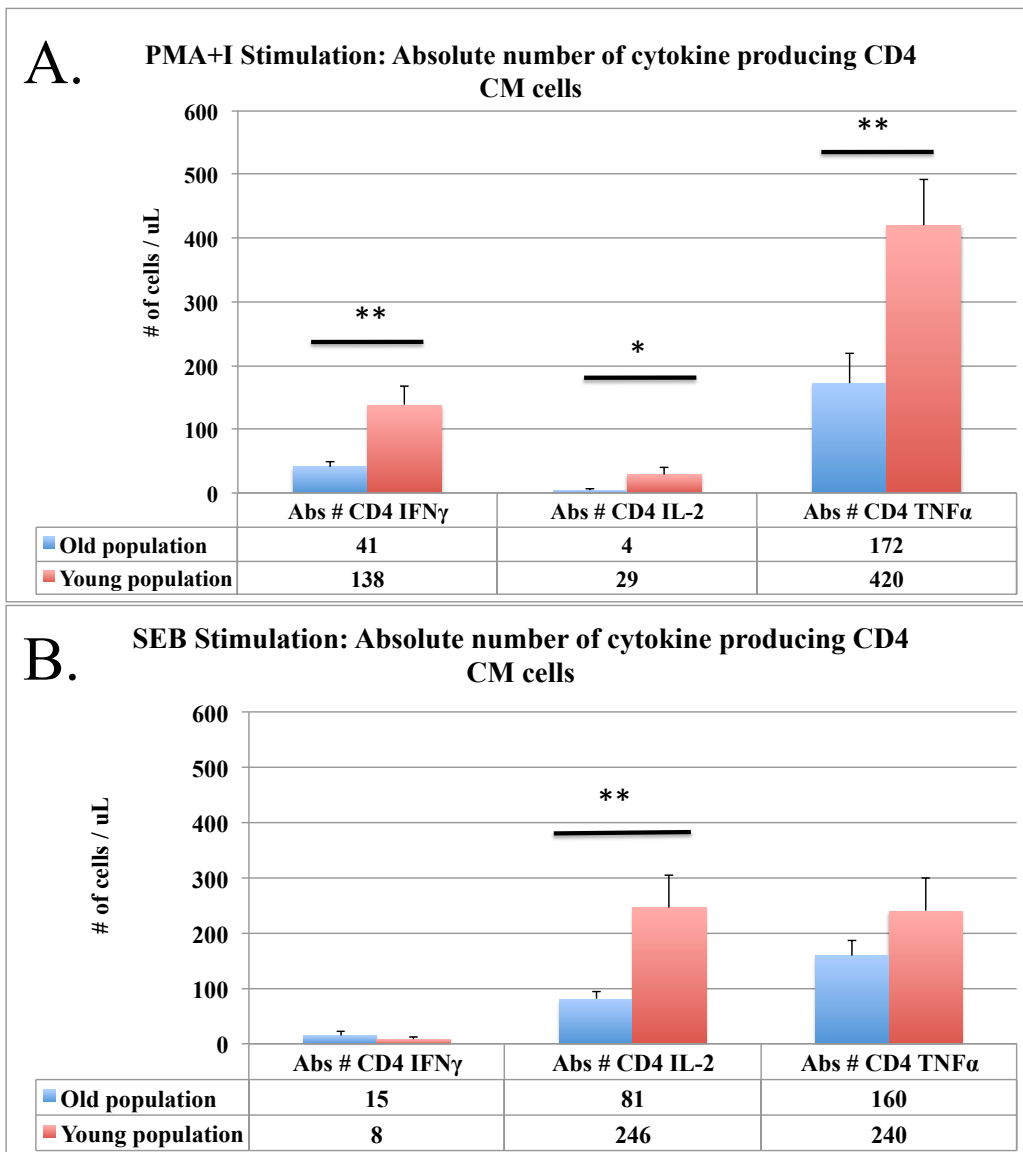 A.
PMA+I Stimulation: Absolute number of cytokine producing CD4
CM cells
600
500
400
300
200
100
0
# of cells / uL
**
*
**
Abs # CD4 IFNγ Abs # CD4 IL-2 Abs # CD4 TNFα
Old population 41 4 172
Young population 138 29 420
B.
SEB Stimulation: Absolute number of cytokine producing CD4
CM cells
600
500
400
300
200
100
0
# of cells / uL
**
Abs # CD4 IFNγ Abs # CD4 IL-2 Abs # CD4 TNFα
Old population 15 81 160
Young population 8 246 240